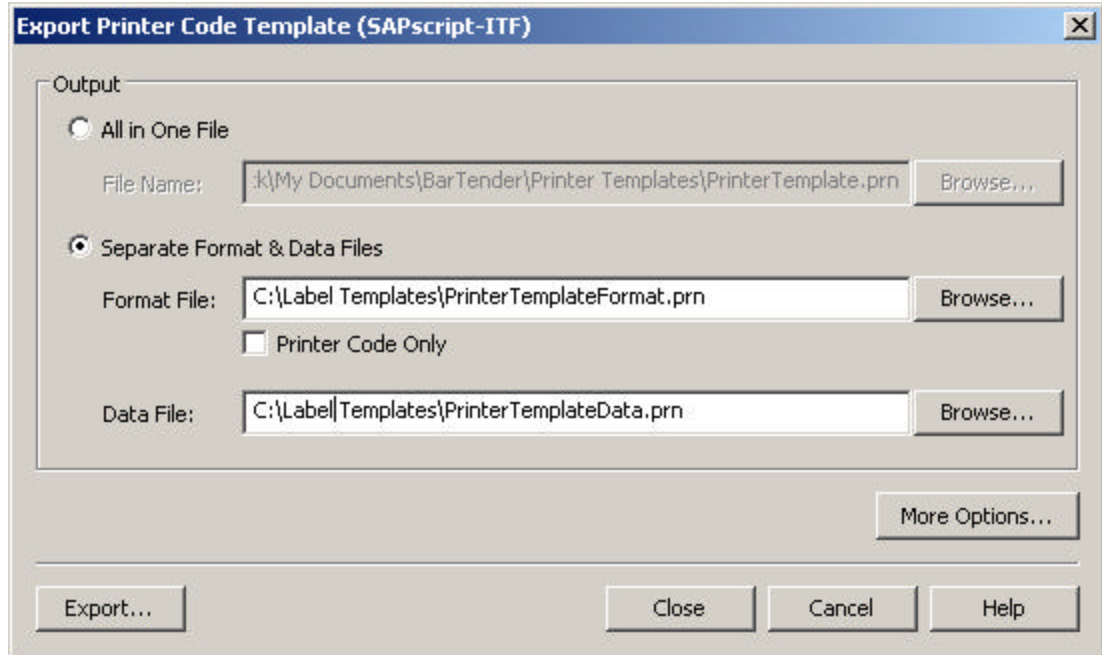 Export Printer Code Template (SAPscript-ITF)
Output
All in One File
File Name: :k\My Documents\BarTender\Printer Templates\PrinterTemplate.prn Browse...
Separate Format & Data Files
Format File: C:\Label Templates\PrinterTemplateFormat.prn Browse...
Printer Code Only
Data File: C:\Label Templates\PrinterTemplateData.prn Browse...
More Options...
Export... Close Cancel Help